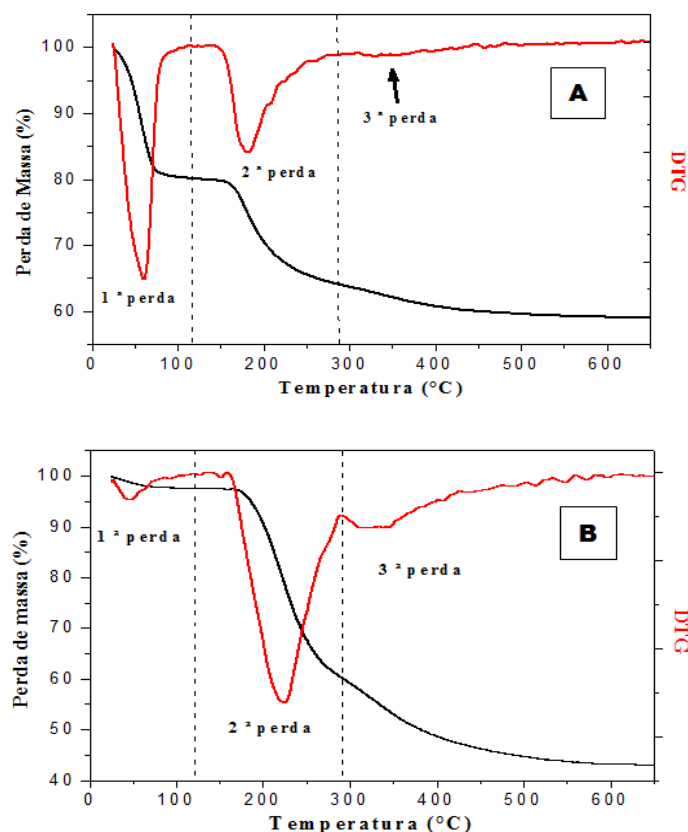 100
90
80
70
60
0
100
200
300
400
500
600
Perda de Massa (%)
Temperatura (°C)
DTG
A
1 ª perda
2 ª perda
3 ª perda
100
90
80
70
60
50
40
0
100
200
300
400
500
600
Perda de massa (%)
Temperatura (°C)
DTG
B
1 ª perda
2 ª perda
3 ª perda